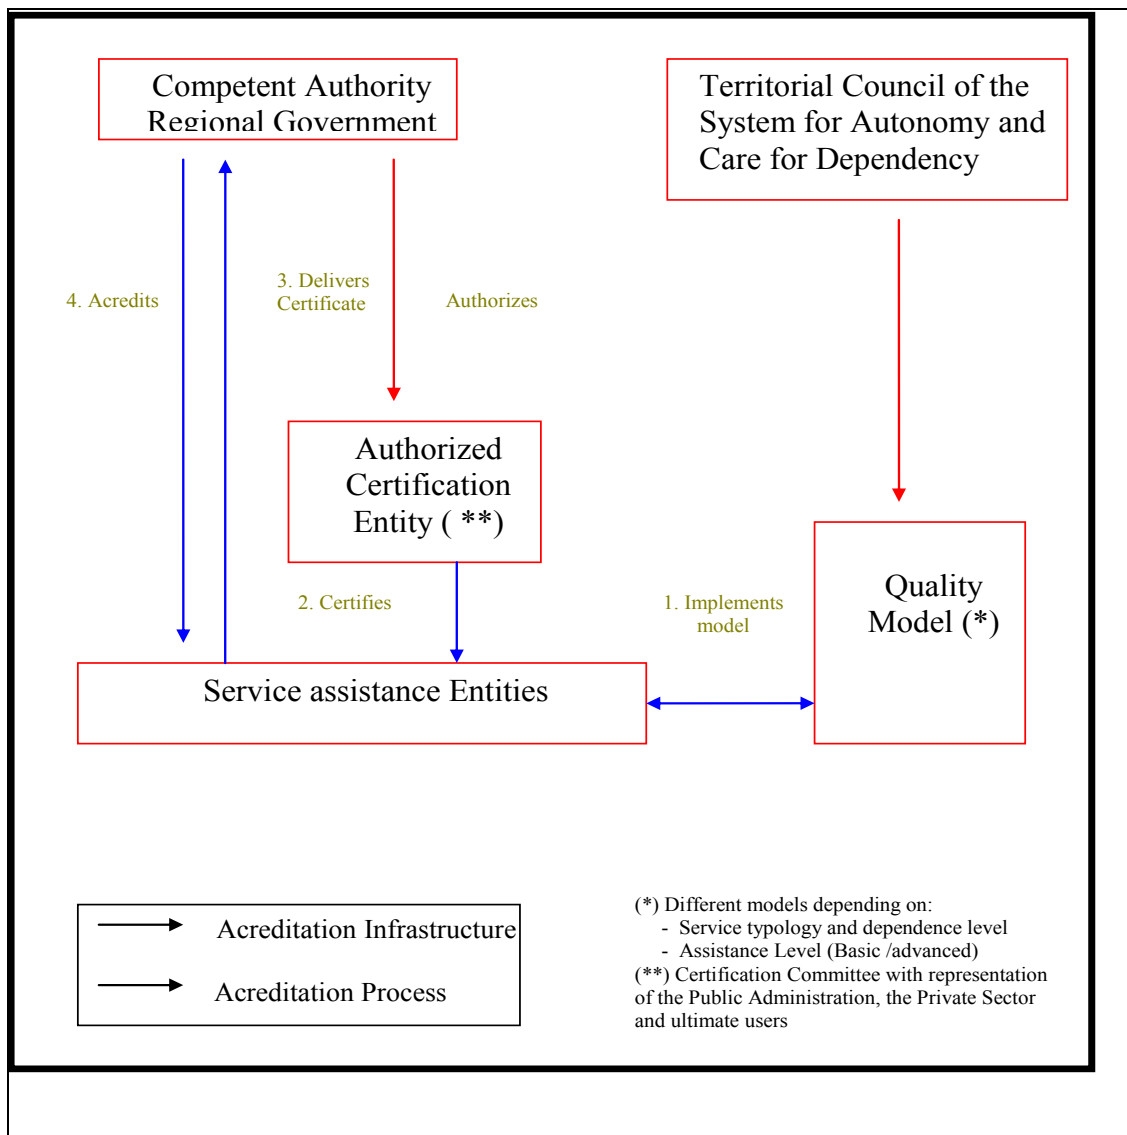 Competent Authority
Regional Government
Territorial Council of the
System for Autonomy and
Care for Dependency
4. Acredits
3. Delivers
Certificate
Authorizes
Authorized
Certification
Entity ( **)
2. Certifies
1. Implements
model
Quality
Model (*)
Service assistance Entities
Acreditation Infrastructure
Acreditation Process
(*) Different models depending on:
- Service typology and dependence level
- Assistance Level (Basic /advanced)
(**) Certification Committee with representation
of the Public Administration, the Private Sector
and ultimate users